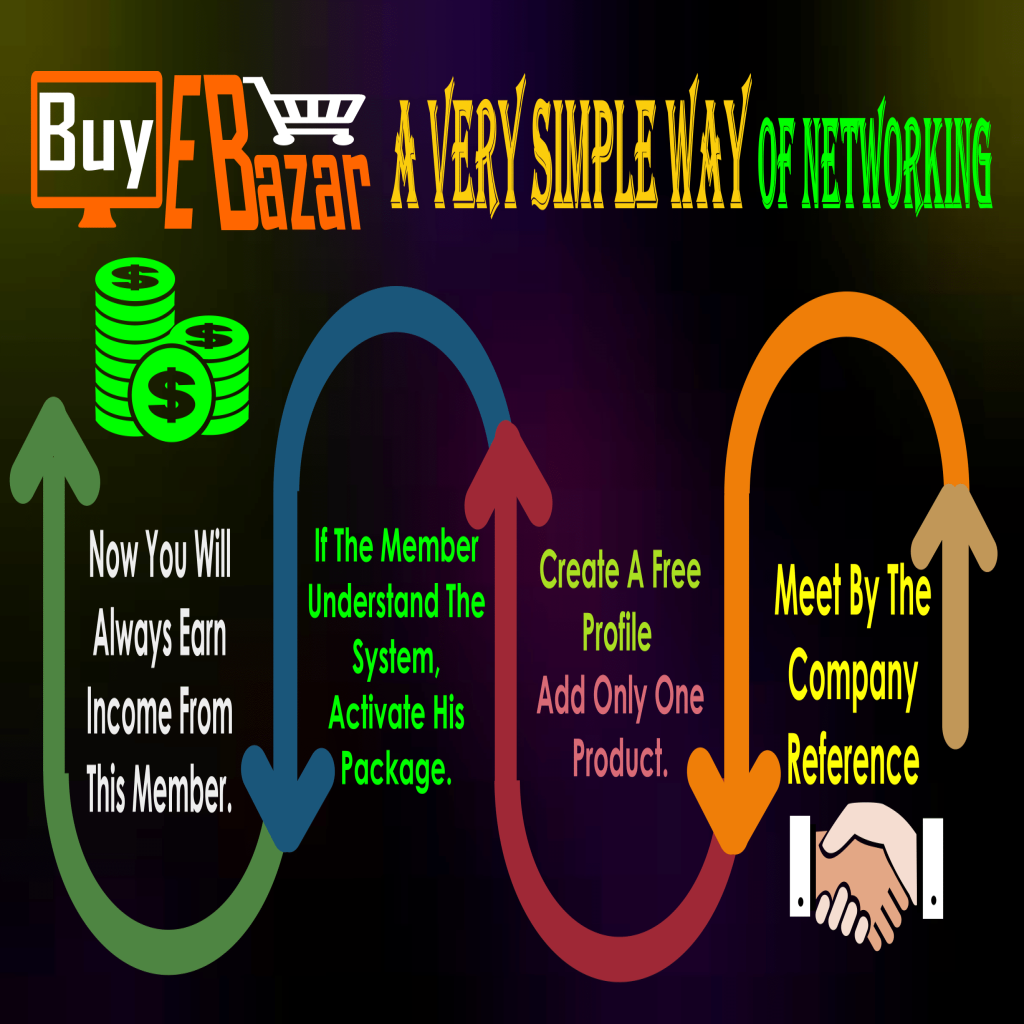 Buy E Bazar
A VERY SIMPLE WAY OF NETWORKING
Now You Will
Always Earn
Income From
This Member.
If The Member
Understand The
System,
Activate His
Package.
Create A Free
Profile
Add Only One
Product.
Meet By The
Company
Reference